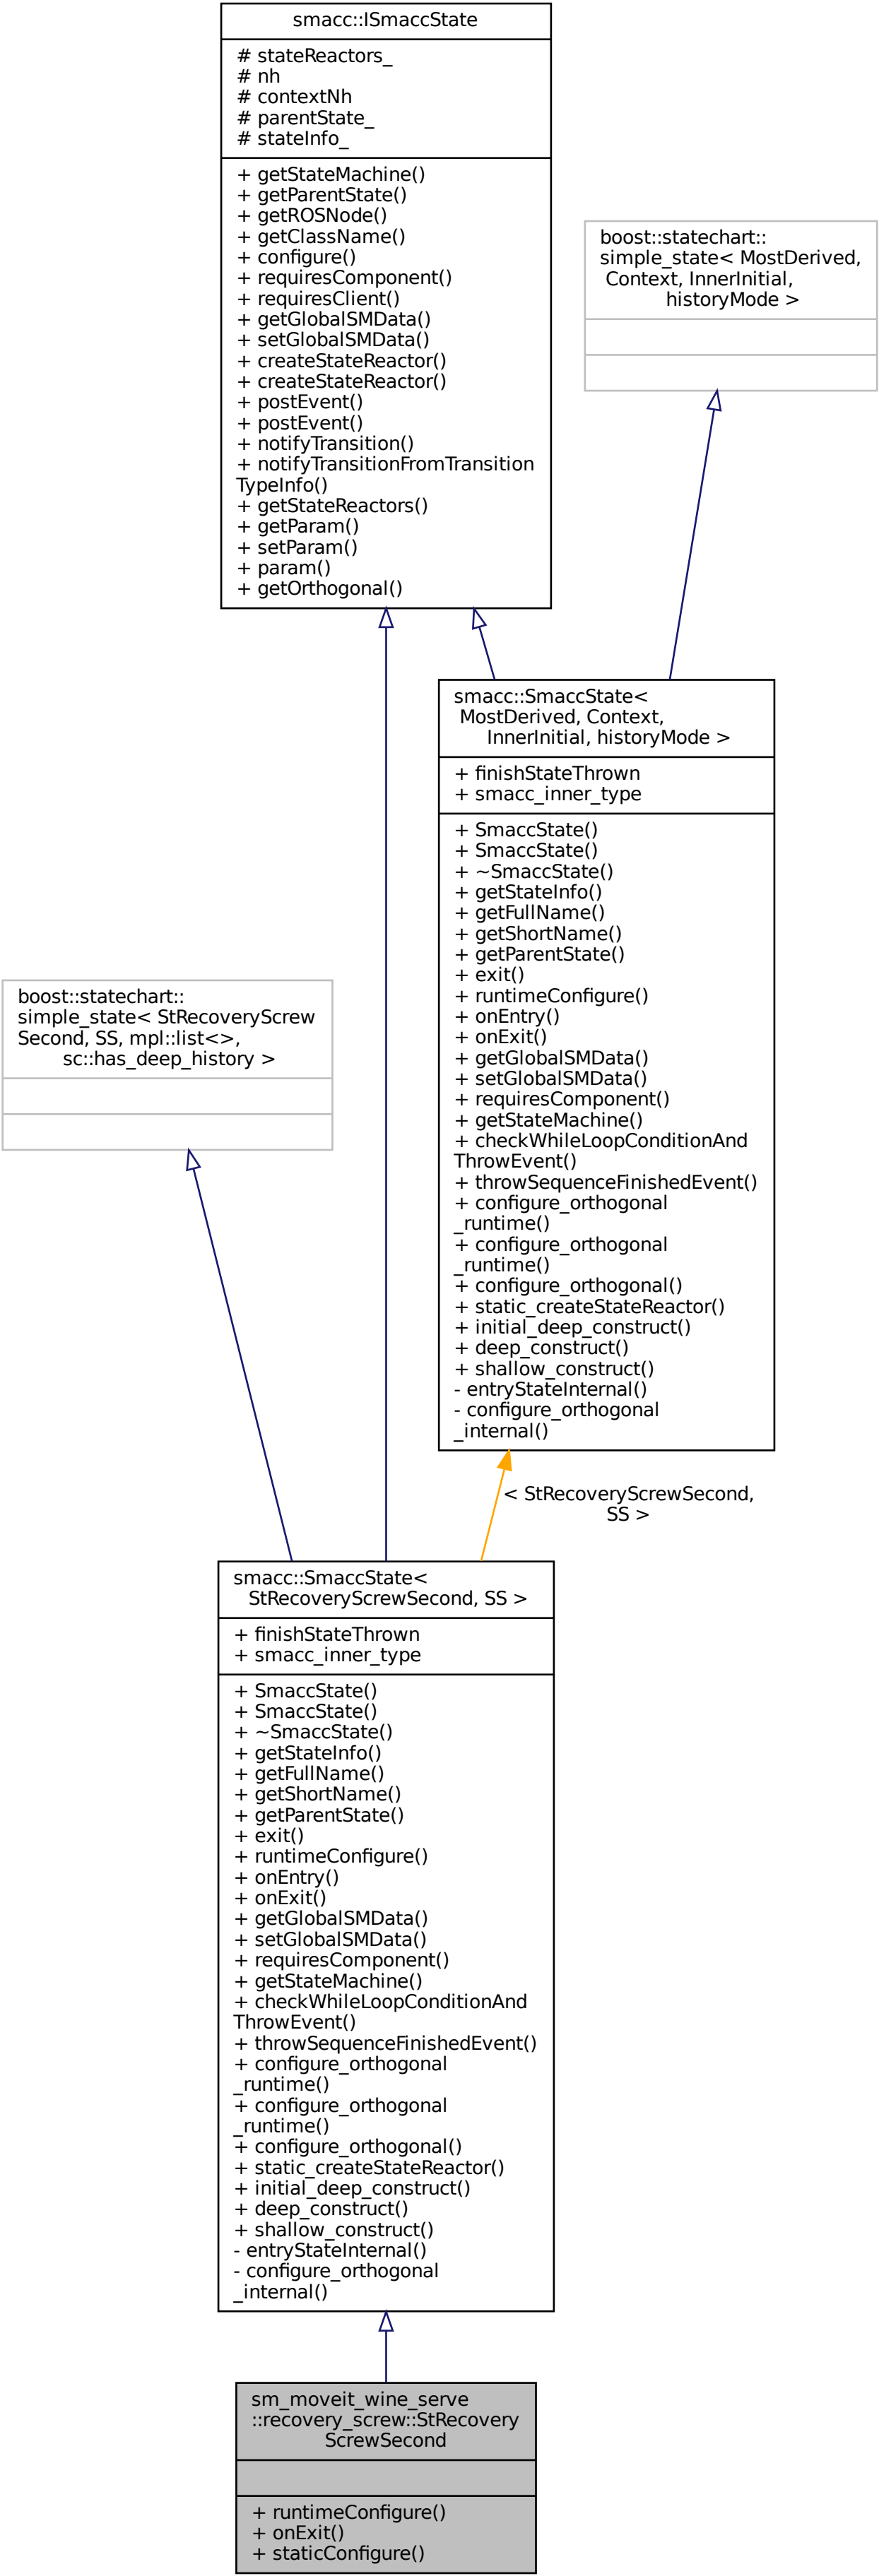 smacc::ISmaccState
# stateReactors_
# nh
# contextNh
# parentState_
# stateInfo_
+ getStateMachine()
+ getParentState()
+ getROSNode()
+ getClassName()
+ configure()
+ requiresComponent()
+ requiresClient()
+ getGlobalSMData()
+ setGlobalSMData()
+ createStateReactor()
+ createStateReactor()
+ postEvent()
+ postEvent()
+ notifyTransition()
+ notifyTransitionFromTransition
TypeInfo()
+ getStateReactors()
+ getParam()
+ setParam()
+ param()
+ getOrthogonal()
boost::statechart::
simple_state< MostDerived,
Context, InnerInitial,
historyMode >
smacc::SmaccState<
MostDerived, Context,
InnerInitial, historyMode >
+ finishStateThrown
+ smacc_inner_type
+ SmaccState()
+ SmaccState()
+ ~SmaccState()
+ getStateInfo()
+ getFullName()
+ getShortName()
+ getParentState()
+ exit()
+ runtimeConfigure()
+ onEntry()
+ onExit()
+ getGlobalSMData()
+ setGlobalSMData()
+ requiresComponent()
+ getStateMachine()
+ checkWhileLoopConditionAnd
ThrowEvent()
+ throwSequenceFinishedEvent()
+ configure_orthogonal
_runtime()
+ configure_orthogonal
_runtime()
+ configure_orthogonal()
+ static_createStateReactor()
+ initial_deep_construct()
+ deep_construct()
+ shallow_construct()
- entryStateInternal()
- configure_orthogonal
_internal()
boost::statechart::
simple_state< StRecoveryScrew
Second, SS, mpl::list<>,
sc::has_deep_history >
< StRecoveryScrewSecond,
SS >
smacc::SmaccState<
StRecoveryScrewSecond, SS >
+ finishStateThrown
+ smacc_inner_type
+ SmaccState()
+ SmaccState()
+ ~SmaccState()
+ getStateInfo()
+ getFullName()
+ getShortName()
+ getParentState()
+ exit()
+ runtimeConfigure()
+ onEntry()
+ onExit()
+ getGlobalSMData()
+ setGlobalSMData()
+ requiresComponent()
+ getStateMachine()
+ checkWhileLoopConditionAnd
ThrowEvent()
+ throwSequenceFinishedEvent()
+ configure_orthogonal
_runtime()
+ configure_orthogonal
_runtime()
+ configure_orthogonal()
+ static_createStateReactor()
+ initial_deep_construct()
+ deep_construct()
+ shallow_construct()
- entryStateInternal()
- configure_orthogonal
_internal()
sm_moveit_wine_serve
::recovery_screw::StRecovery
ScrewSecond
+ runtimeConfigure()
+ onExit()
+ staticConfigure()